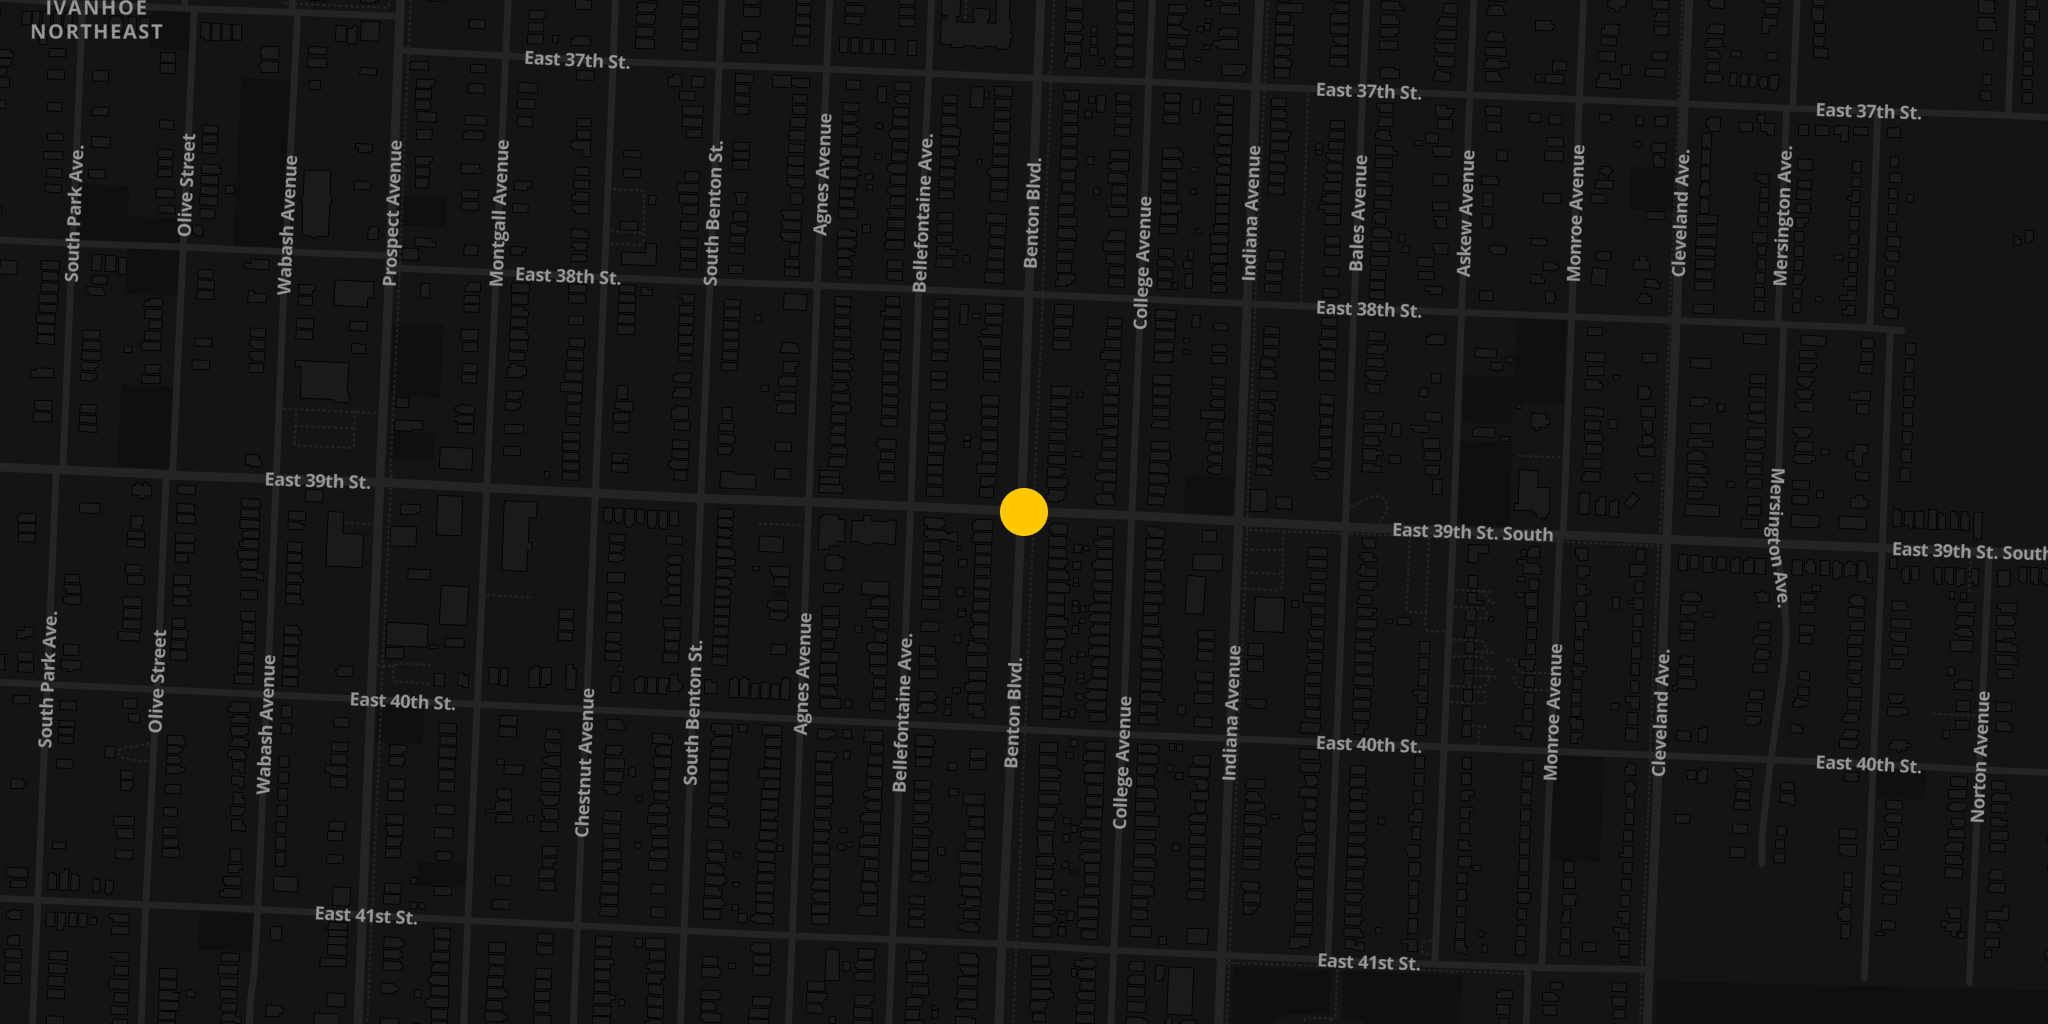 IVANHOE
NORTHEAST
East 37th St.
East 37th St.
East 37th St.
South Park Ave.
Olive Street
Wabash Avenue
Prospect Avenue
Montgall Avenue
South Benton St.
Agnes Avenue
Bellefontaine Ave.
Benton Blvd.
College Avenue
Indiana Avenue
Bales Avenue
Askew Avenue
Monroe Avenue
Cleveland Ave.
Mersington Ave.
East 38th St.
East 38th St.
East 39th St.
East 39th St. South
East 39th St. South
Mersington Ave.
South Park Ave.
Olive Street
Wabash Avenue
Chestnut Avenue
South Benton St.
Agnes Avenue
Bellefontaine Ave.
Benton Blvd.
College Avenue
Indiana Avenue
Monroe Avenue
Cleveland Ave.
Norton Avenue
East 40th St.
East 40th St.
East 40th St.
East 41st St.
East 41st St.